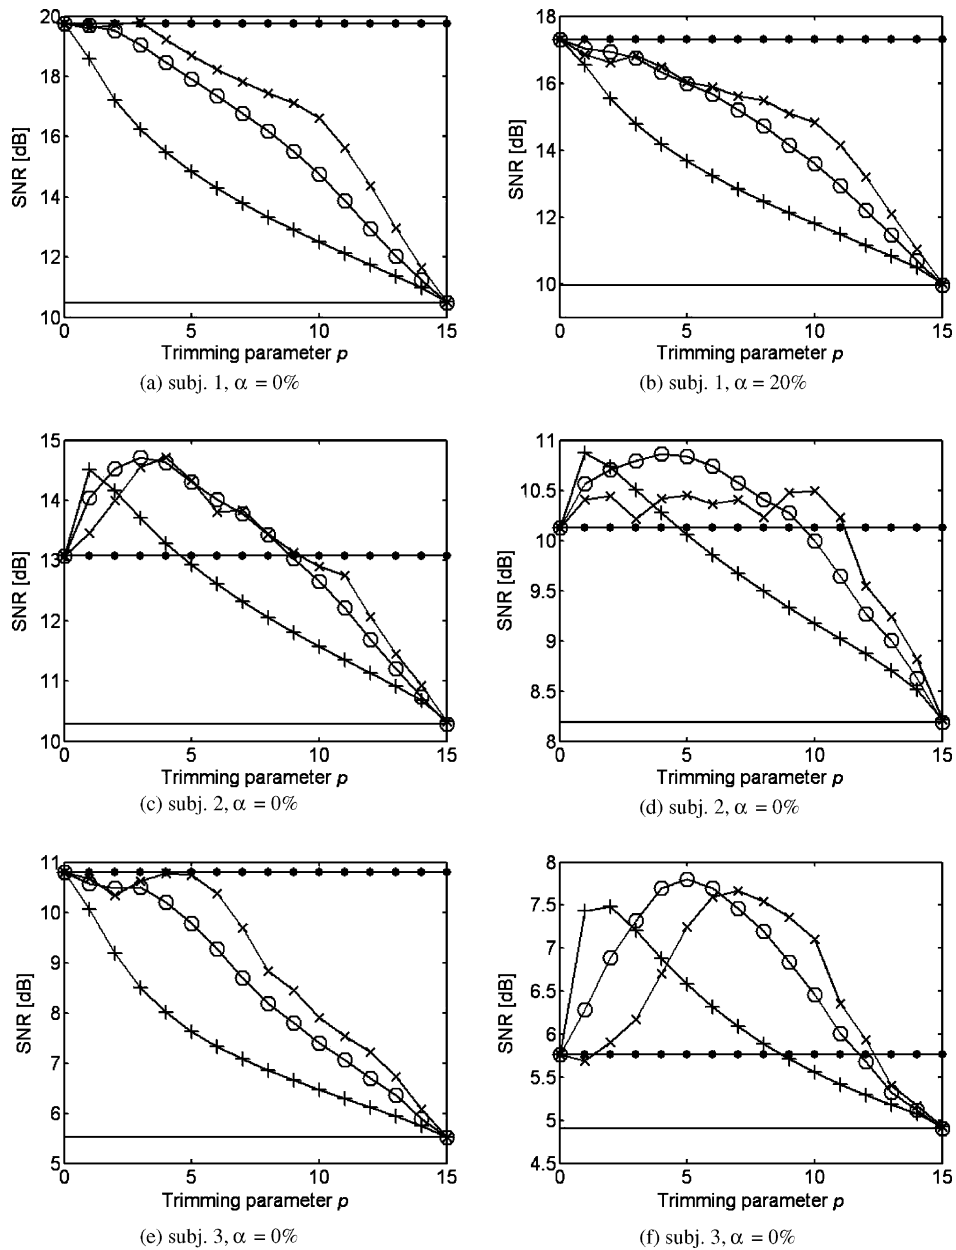 20
18
16
14
12
10
SNR [dB]
0 5 10 15
Trimming parameter p
(a) subj. 1, α = 0%
18
16
14
12
10
SNR [dB]
0 5 10 15
Trimming parameter p
(b) subj. 1, α = 20%
15
14
13
12
11
10
SNR [dB]
0 5 10 15
Trimming parameter p
(c) subj. 2, α = 0%
11
10.5
10
9.5
9
8.5
8
SNR [dB]
0 5 10 15
Trimming parameter p
(d) subj. 2, α = 0%
11
10
9
8
7
6
5
SNR [dB]
0 5 10 15
Trimming parameter p
(e) subj. 3, α = 0%
8
7.5
7
6.5
6
5.5
5
4.5
SNR [dB]
0 5 10 15
Trimming parameter p
(f) subj. 3, α = 0%